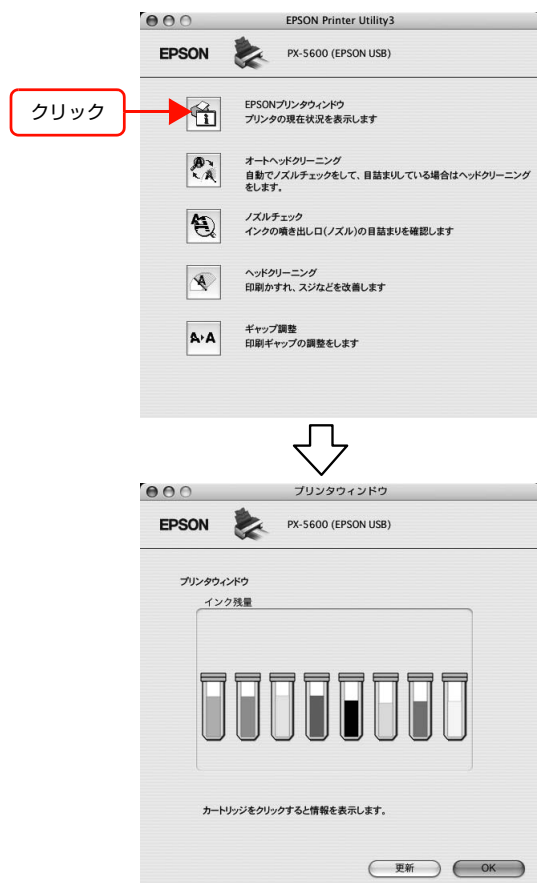 EPSON Printer Utility3
EPSON
PX-5600 (EPSON USB)
クリック
EPSONプリンタウィンドウ
プリンタの現在状況を表示します
オートヘッドクリーニング
自動でノズルチェックをして、目詰まりしている場合はヘッドクリーニング
をします。
ノズルチェック
インクの噴き出し口(ノズル)の目詰まりを確認します
ヘッドクリーニング
印刷かすれ、スジなどを改善します
A▸A
ギャップ調整
印刷ギャップの調整をします
プリンタウィンドウ
EPSON
PX-5600 (EPSON USB)
プリンタウィンドウ
インク残量
カートリッジをクリックすると情報を表示します。
更新
OK